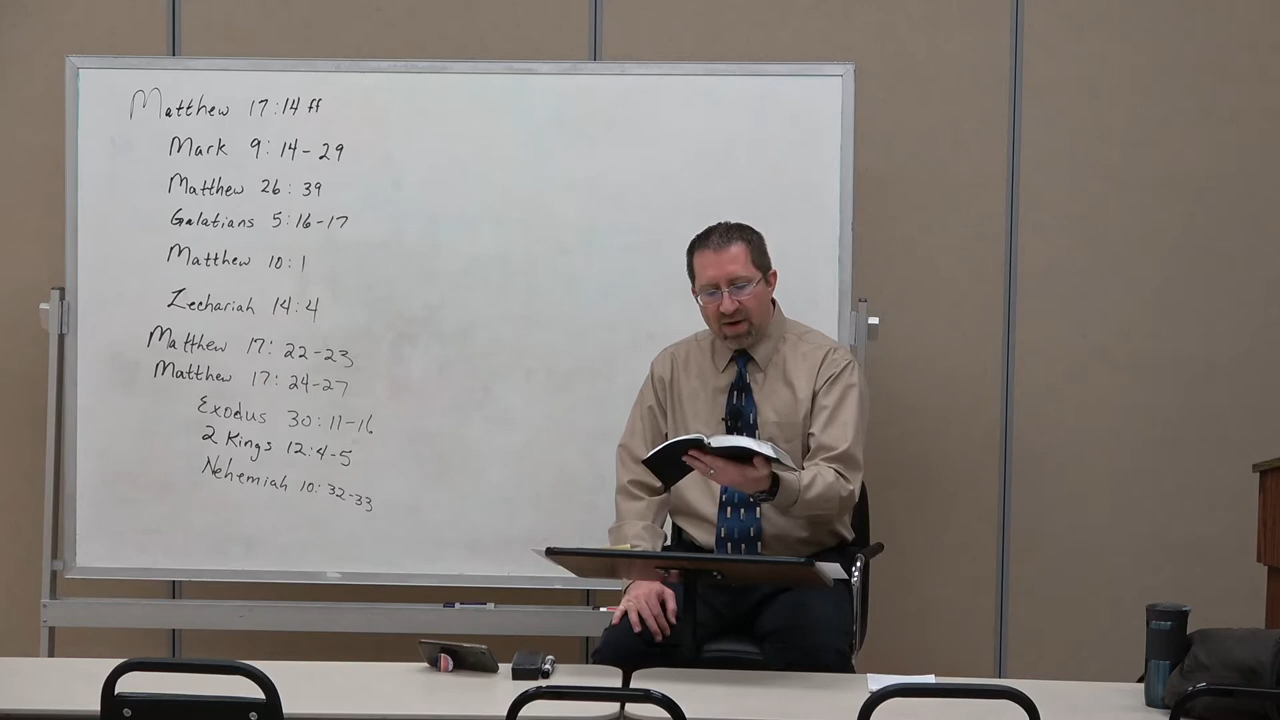 Matthew 17:14 ff
Mark 9:14-29
Matthew 26:39
Galatians 5:16-17
Matthew 10:1
Zechariah 14:4
Matthew 17:22-23
Matthew 17:24-27
Exodus 30:11-16
2 Kings 12:4-5
Nehemiah 10:32-33